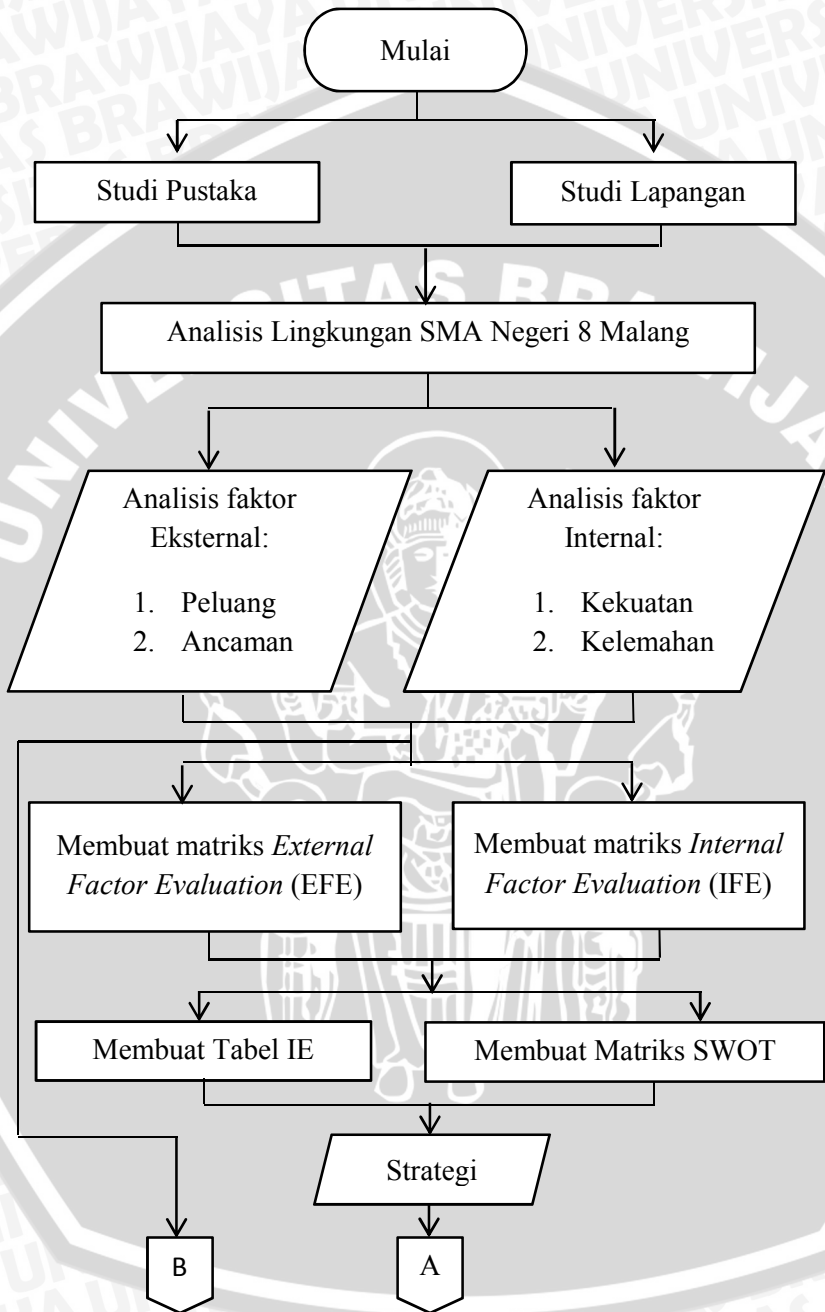 Mulai
Studi Pustaka
Studi Lapangan
Analisis Lingkungan SMA Negeri 8 Malang
Analisis faktor
Eksternal:
1. Peluang
2. Ancaman
Analisis faktor
Internal:
1. Kekuatan
2. Kelemahan
Membuat matriks External
Factor Evaluation (EFE)
Membuat matriks Internal
Factor Evaluation (IFE)
Membuat Tabel IE
Membuat Matriks SWOT
Strategi
B
A